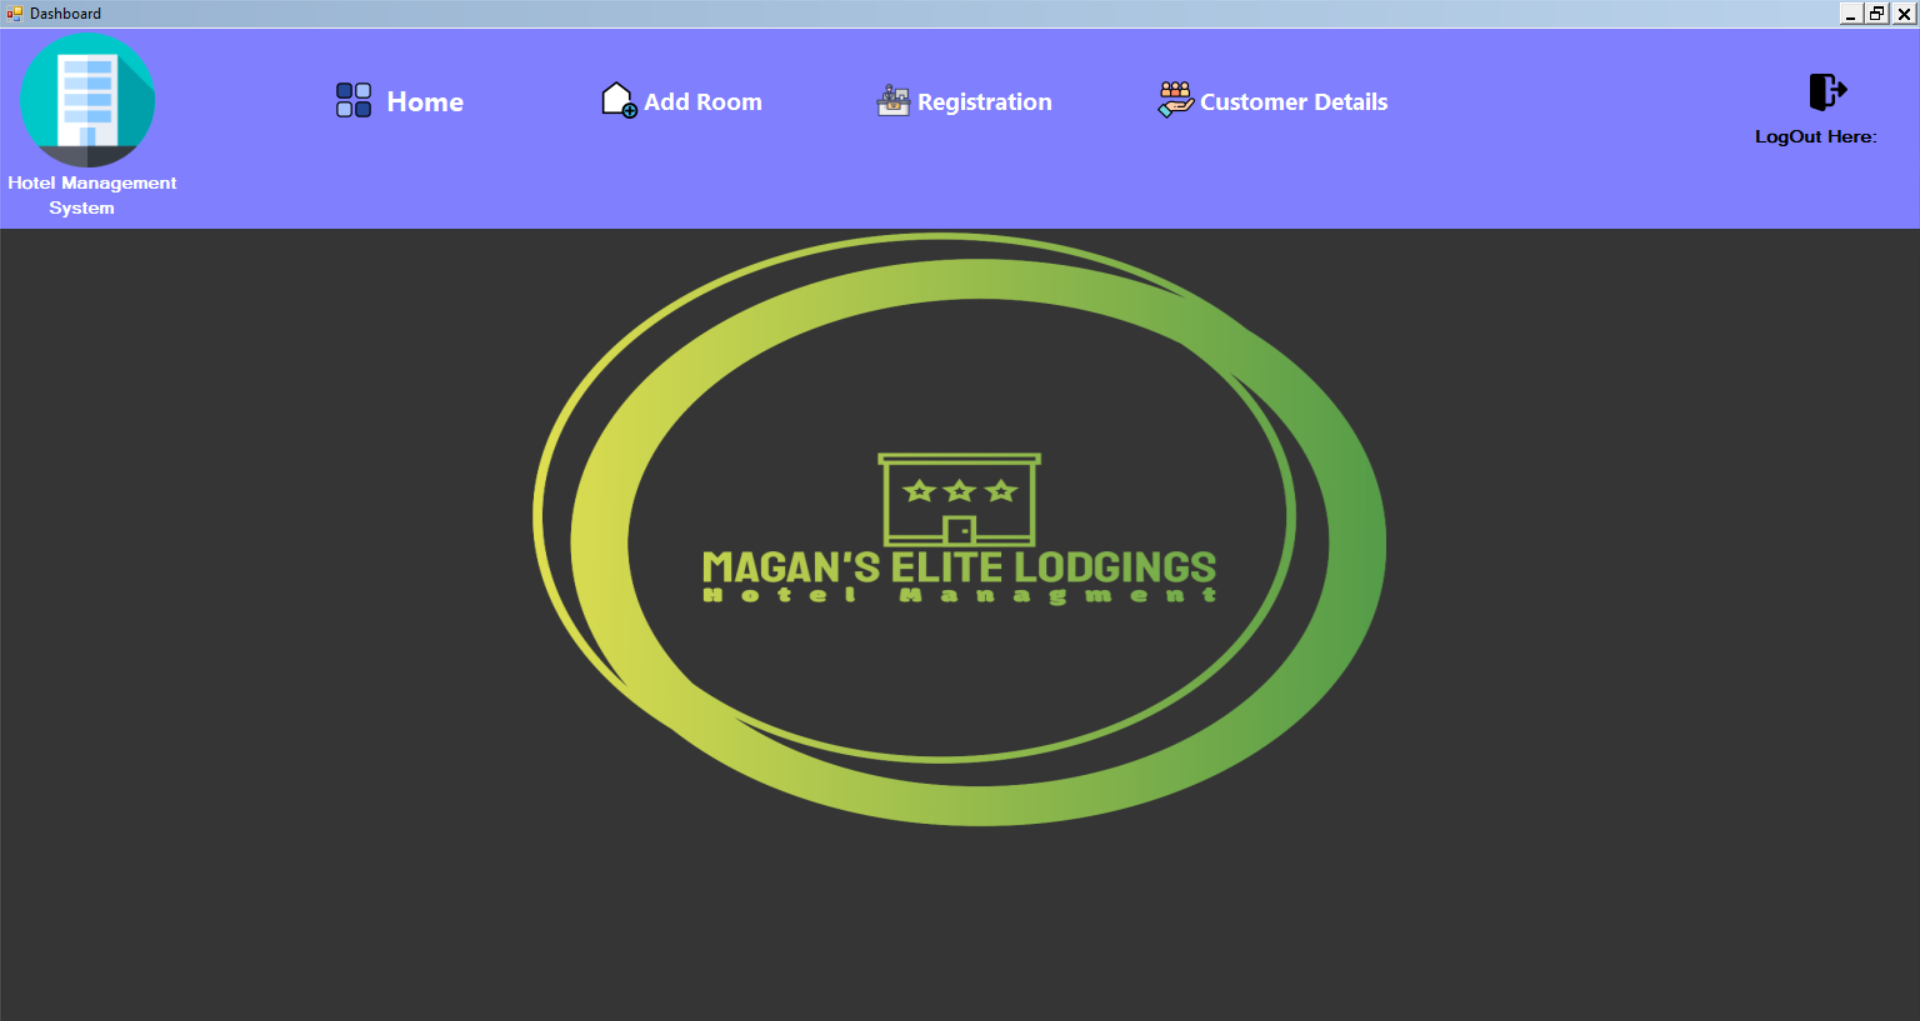 Dashboard
Home
Add Room
Registration
Customer Details
LogOut Here:
Hotel Management
System
MAGAN'S ELITE LODGINGS
Hotel Managment